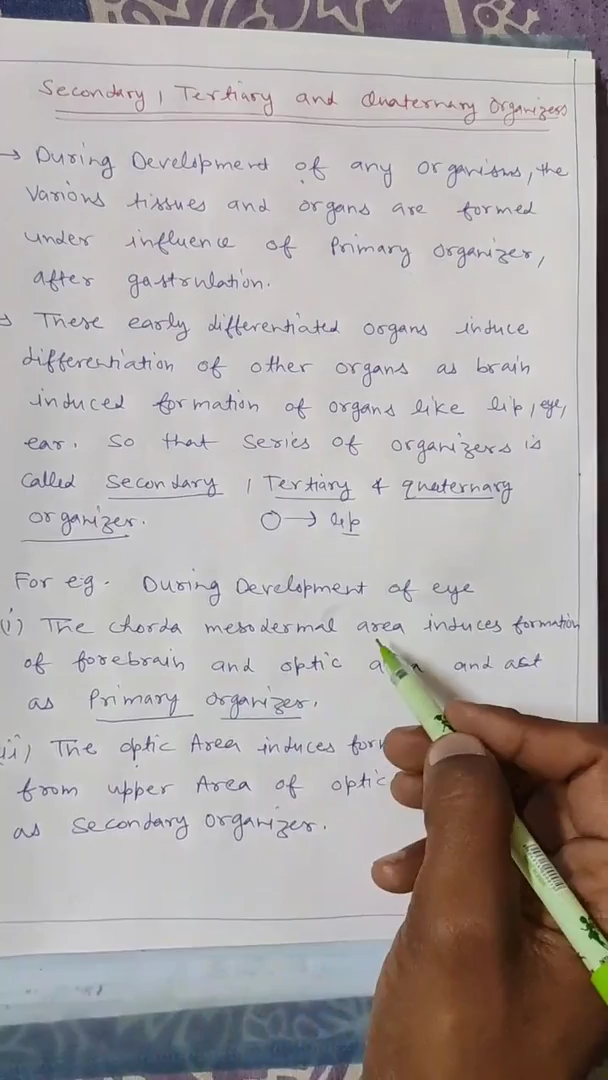 Secondary, Tertiary and Quaternary Organizers
→ During Development of any organisms, the
various tissues and organs are formed
under influence of Primary organizer,
after gastrulation.
→ These early differentiated organs induce
differentiation of other organs as brain
induced formation of organs like lip, eye,
ear. So that series of organizers is
called Secondary, Tertiary & quaternary
organizer. O → lip
For eg. During Development of eye
(i) The chorda mesodermal area induces formation
of forebrain and optic and act
as Primary organizer.
(ii) The optic Area induces
from upper Area of optic
as secondary organizer.